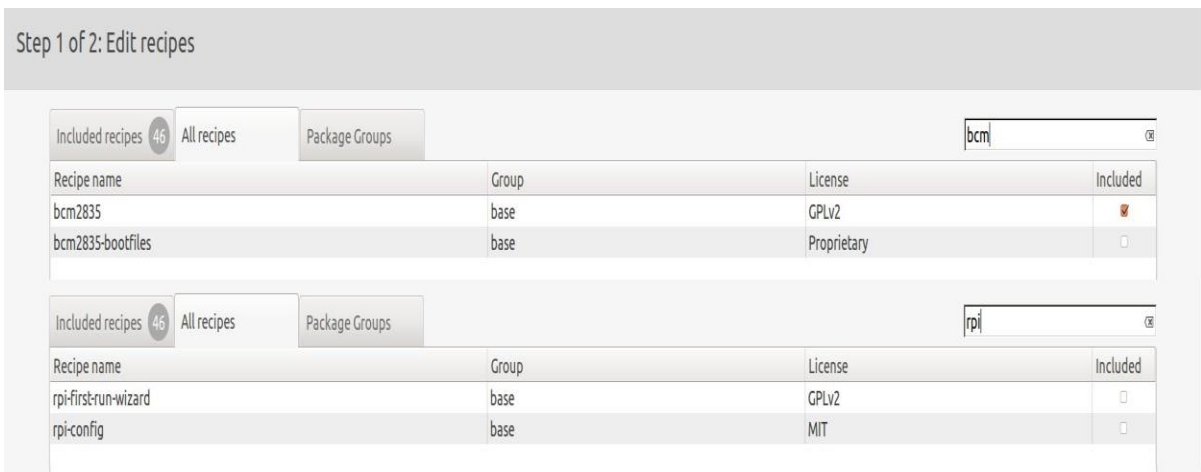 Step 1 of 2: Edit recipes
Included recipes 46 All recipes Package Groups bcm
Recipe name Group License Included
bcm2835 base GPLv2
bcm2835-bootfiles base Proprietary
Included recipes 46 All recipes Package Groups rpi
Recipe name Group License Included
rpi-first-run-wizard base GPLv2
rpi-config base MIT